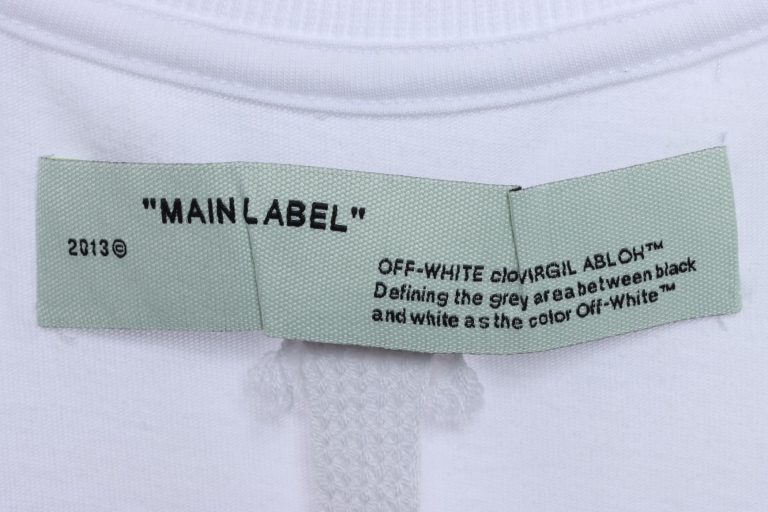 "MAIN LABEL"
2013©
OFF-WHITE c/o VIRGIL ABLOH™
Defining the grey area between black
and white as the color Off-White™